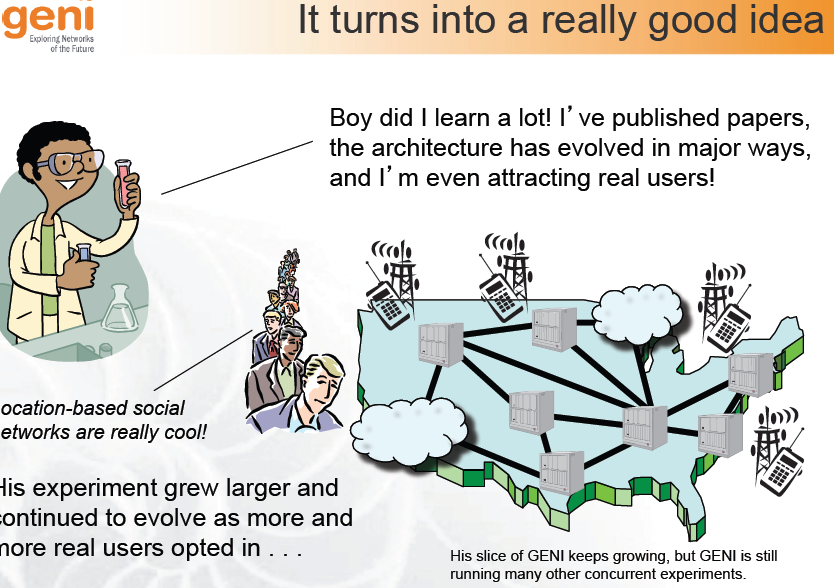 geni
Exploring Networks
of the Future
It turns into a really good idea
Boy did I learn a lot! I’ve published papers,
the architecture has evolved in major ways,
and I’m even attracting real users!
ocation-based social
etworks are really cool!
His experiment grew larger and
continued to evolve as more and
more real users opted in . . .
His slice of GENI keeps growing, but GENI is still
running many other concurrent experiments.